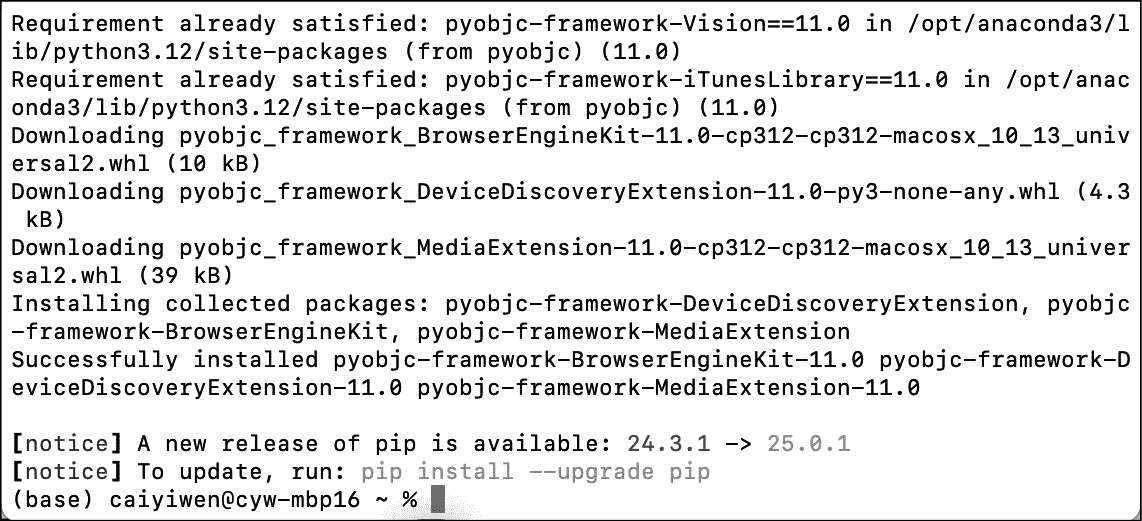 Requirement already satisfied: pyobjc-framework-Vision==11.0 in /opt/anaconda3/l
ib/python3.12/site-packages (from pyobjc) (11.0)
Requirement already satisfied: pyobjc-framework-iTunesLibrary==11.0 in /opt/anac
onda3/lib/python3.12/site-packages (from pyobjc) (11.0)
Downloading pyobjc_framework_BrowserEngineKit-11.0-cp312-cp312-macosx_10_13_univ
ersal2.whl (10 kB)
Downloading pyobjc_framework_DeviceDiscoveryExtension-11.0-py3-none-any.whl (4.3
 kB)
Downloading pyobjc_framework_MediaExtension-11.0-cp312-cp312-macosx_10_13_univer
sal2.whl (39 kB)
Installing collected packages: pyobjc-framework-DeviceDiscoveryExtension, pyobjc
-framework-BrowserEngineKit, pyobjc-framework-MediaExtension
Successfully installed pyobjc-framework-BrowserEngineKit-11.0 pyobjc-framework-D
eviceDiscoveryExtension-11.0 pyobjc-framework-MediaExtension-11.0
[notice] A new release of pip is available: 24.3.1 -> 25.0.1
[notice] To update, run: pip install --upgrade pip
(base) caiyiwen@cyw-mbp16 ~ %